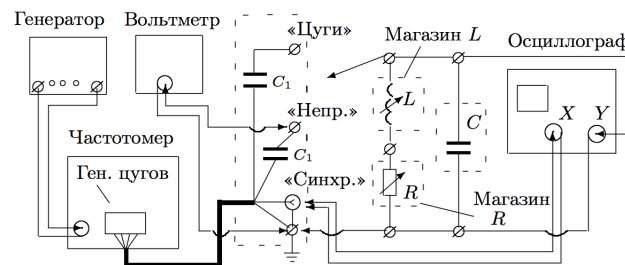 Генератор
Вольтметр
«Цуги»
Магазин L
Осциллограф
C₁
L
«Непр.»
C
X
Y
Частотомер
C₁
Ген. цугов
«Синхр.»
R
Магазин
R